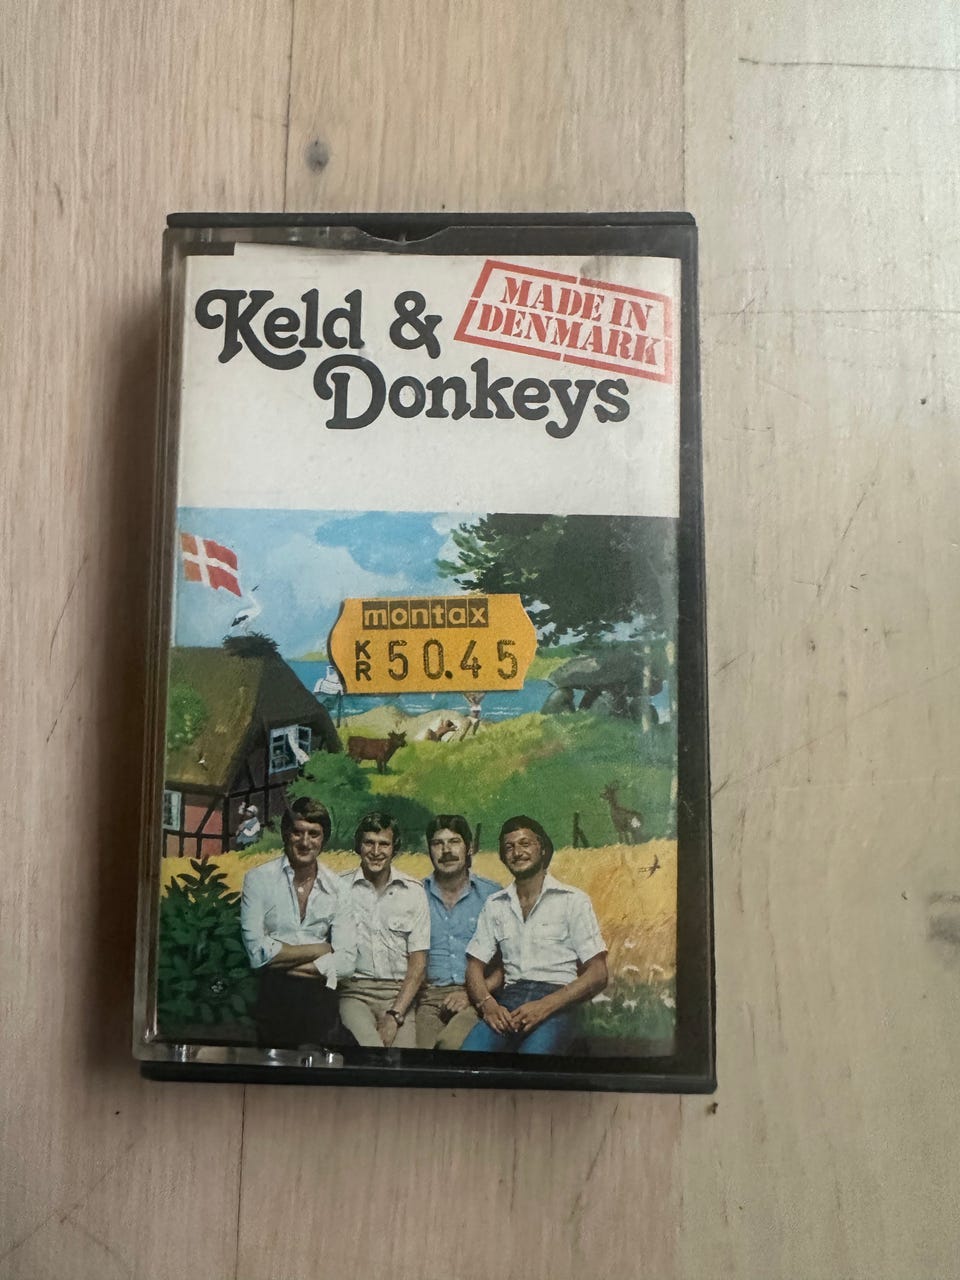 Keld &
Donkeys
MADE IN
DENMARK
montax
KR 50.45